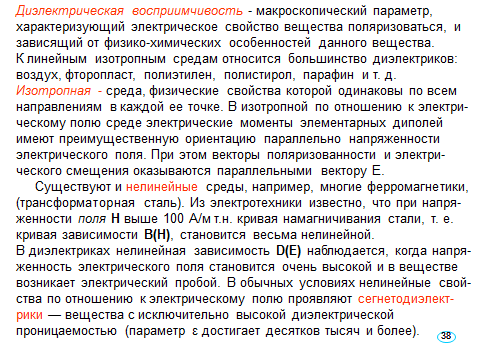 Диэлектрическая восприимчивость - макроскопический параметр,
характеризующий электрическое свойство вещества поляризоваться, и
зависящий от физико-химических особенностей данного вещества.
К линейным изотропным средам относится большинство диэлектриков:
воздух, фторопласт, полиэтилен, полистирол, парафин и т. д.
Изотропная - среда, физические свойства которой одинаковы по всем
направлениям в каждой ее точке. В изотропной по отношению к электри-
ческому полю среде электрические моменты элементарных диполей
имеют преимущественную ориентацию параллельно напряженности
электрического поля. При этом векторы поляризованности и электри-
ческого смещения оказываются параллельными вектору Е.
Существуют и нелинейные среды, например, многие ферромагнетики,
(трансформаторная сталь). Из электротехники известно, что при напря-
женности поля Н выше 100 А/м т.н. кривая намагничивания стали, т. е.
кривая зависимости В(Н), становится весьма нелинейной.
В диэлектриках нелинейная зависимость D(E) наблюдается, когда напря-
женность электрического поля становится очень высокой и в веществе
возникает электрический пробой. В обычных условиях нелинейные свой-
ства по отношению к электрическому полю проявляют сегнетодиэлект-
рики — вещества с исключительно высокой диэлектрической
проницаемостью (параметр ε достигает десятков тысяч и более).
38